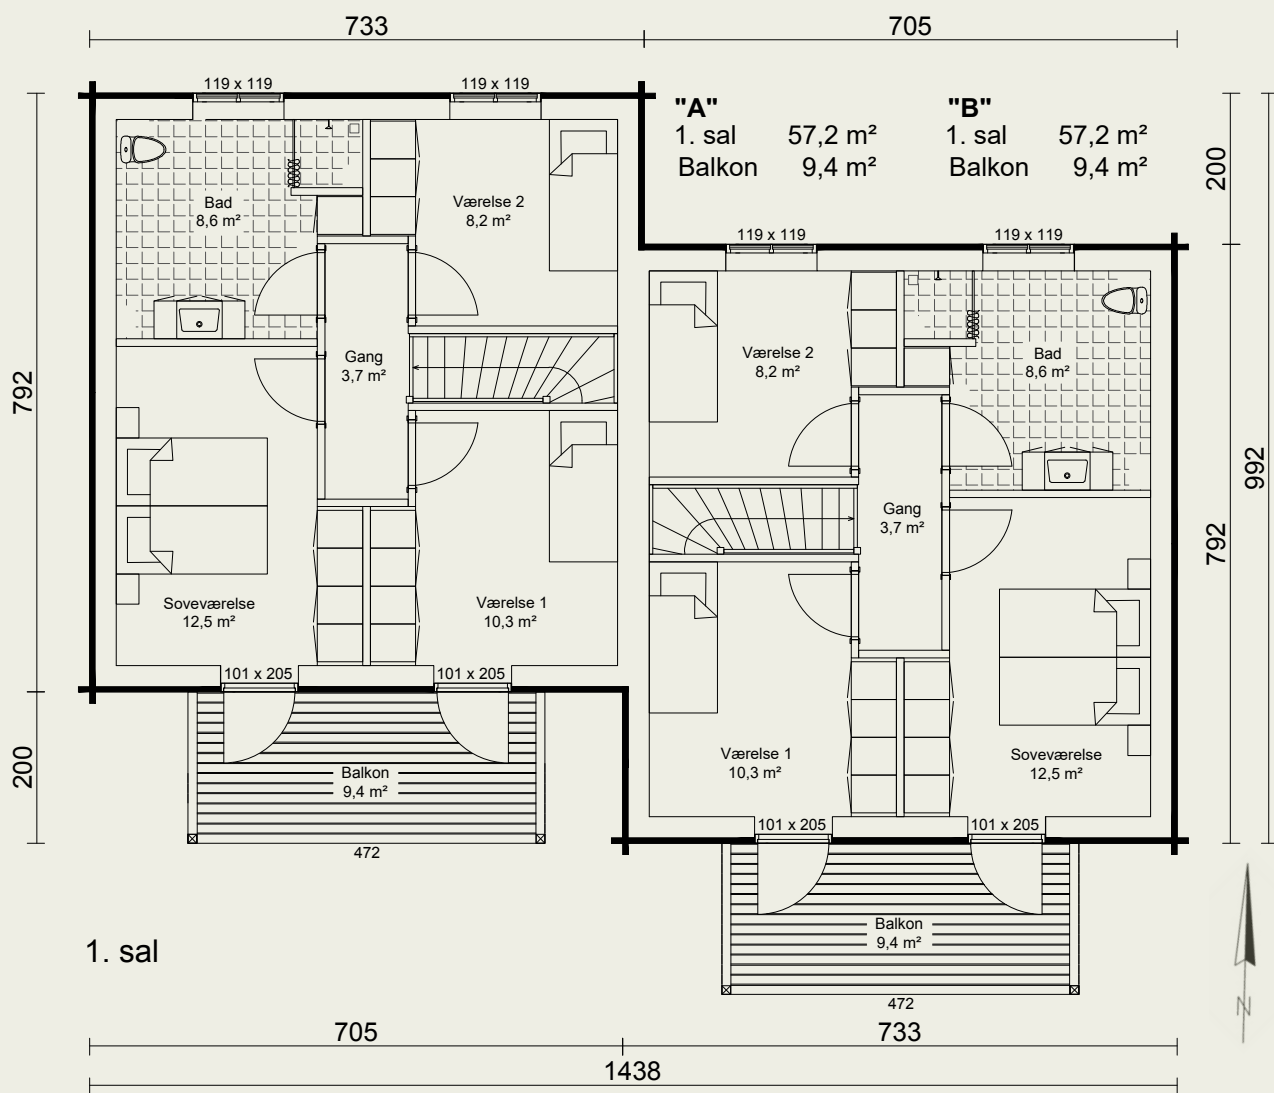 733
705
119 x 119
119 x 119
"A"
1. sal 57,2 m²
Balkon 9,4 m²
"B"
1. sal 57,2 m²
Balkon 9,4 m²
200
792
992
792
200
Bad
8,6 m²
Værelse 2
8,2 m²
Gang
3,7 m²
Soveværelse
12,5 m²
Værelse 1
10,3 m²
101 x 205
101 x 205
Balkon
9,4 m²
472
119 x 119
119 x 119
Værelse 2
8,2 m²
Bad
8,6 m²
Gang
3,7 m²
Værelse 1
10,3 m²
Soveværelse
12,5 m²
101 x 205
101 x 205
Balkon
9,4 m²
472
1. sal
N
705
733
1438